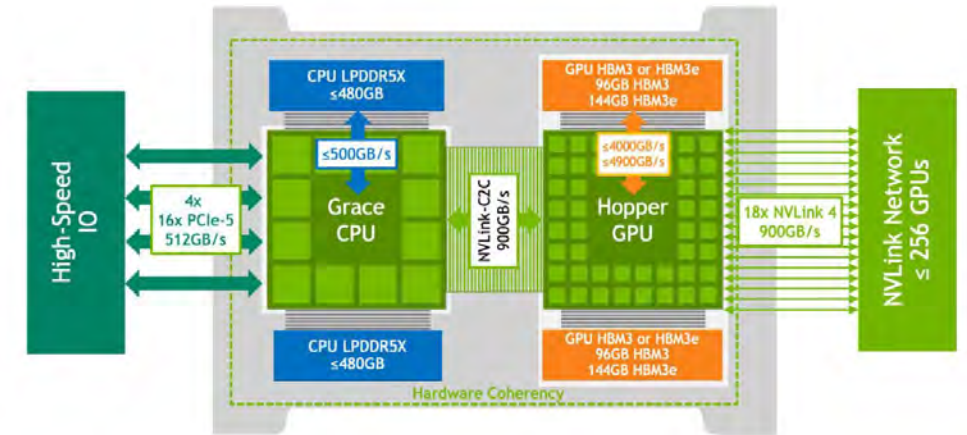 High-Speed
IO
4x
16x PCIe-5
512GB/s
CPU LPDDR5X
≤480GB
≤500GB/s
Grace
CPU
CPU LPDDR5X
≤480GB
NVLink-C2C
900GB/s
GPU HBM3 or HBM3e
96GB HBM3
144GB HBM3e
≤4000GB/s
≤4900GB/s
Hopper
GPU
GPU HBM3 or HBM3e
96GB HBM3
144GB HBM3e
18x NVLink 4
900GB/s
NVLink Network
≤ 256 GPUs
Hardware Coherency